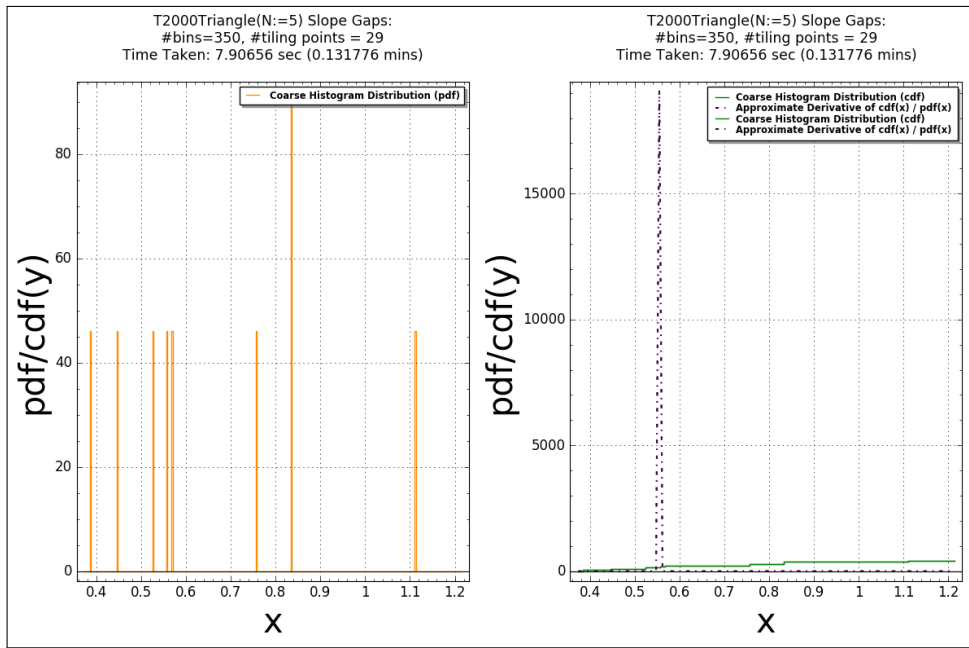 T2000Triangle(N:=5) Slope Gaps:
#bins=350, #tiling points = 29
Time Taken: 7.90656 sec (0.131776 mins)
Coarse Histogram Distribution (pdf)
80
60
40
20
0
pdf/cdf(y)
0.4 0.5 0.6 0.7 0.8 0.9 1 1.1 1.2
x
T2000Triangle(N:=5) Slope Gaps:
#bins=350, #tiling points = 29
Time Taken: 7.90656 sec (0.131776 mins)
Coarse Histogram Distribution (cdf)
Approximate Derivative of cdf(x) / pdf(x)
Coarse Histogram Distribution (cdf)
Approximate Derivative of cdf(x) / pdf(x)
15000
10000
5000
0
pdf/cdf(y)
0.4 0.5 0.6 0.7 0.8 0.9 1 1.1 1.2
x